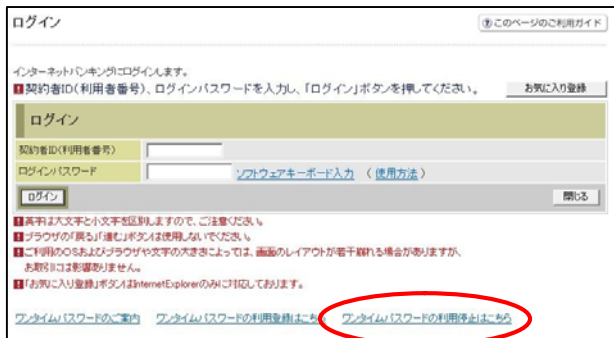 ログイン
このページのご利用ガイド
インターネットバンキングにログインします。
契約者ID(利用者番号)、ログインパスワードを入力し、「ログイン」ボタンを押してください。
お気に入り登録
ログイン
契約者ID(利用者番号)
ログインパスワード
ソフトウェアキーボード入力 (使用方法)
ログイン
閉じる
英字は大文字と小文字を区別しますので、ご注意ください。
ブラウザの「戻る」「進む」ボタンは使用しないでください。
ご利用のOSおよびブラウザや文字の大きさによっては、画面のレイアウトが若干崩れる場合がありますが、
お取引には影響ありません。
「お気に入り登録」ボタンはInternetExplorerのみに対応しております。
ワンタイムパスワードのご案内 ワンタイムパスワードの利用登録はこちら ワンタイムパスワードの利用停止はこちら